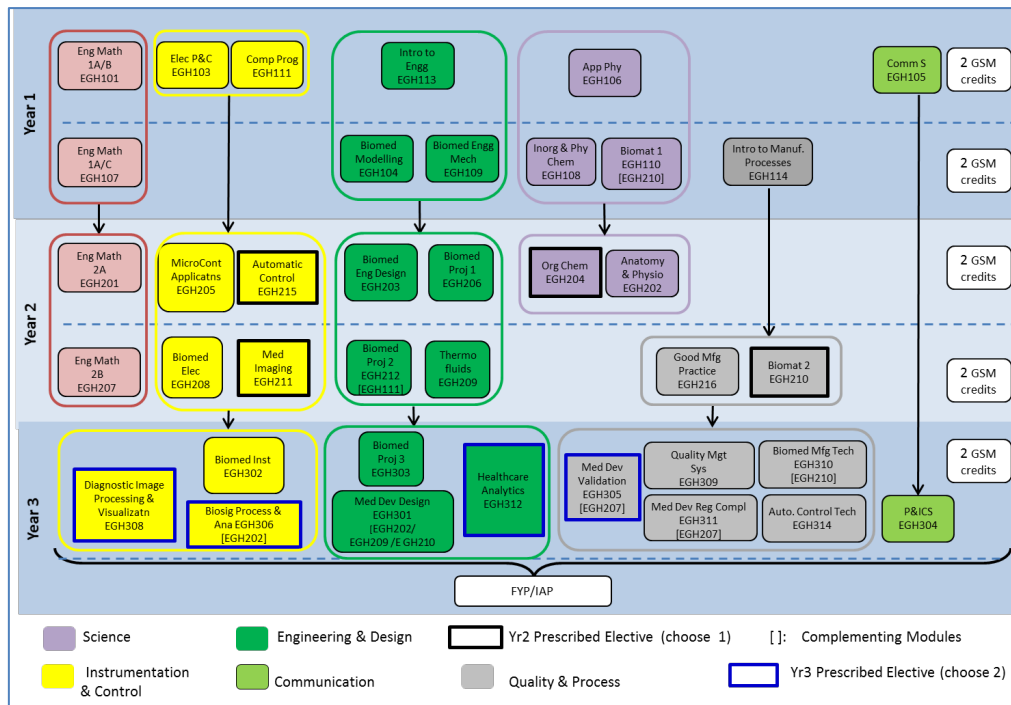 Year 1
Eng Math
1A/B
EGH101
Elec P&C
EGH103
Comp Prog
EGH111
Intro to
Engg
EGH113
App Phy
EGH106
Comm S
EGH105
2 GSM
credits
Eng Math
1A/C
EGH107
Biomed
Modelling
EGH104
Biomed Engg
Mech
EGH109
Inorg & Phy
Chem
EGH108
Biomat 1
EGH110
[EGH210]
Intro to Manuf.
Processes
EGH114
2 GSM
credits
Year 2
Eng Math
2A
EGH201
MicroCont
Applicatns
EGH205
Automatic
Control
EGH215
Biomed
Eng Design
EGH203
Biomed
Proj 1
EGH206
Org Chem
EGH204
Anatomy
& Physio
EGH202
2 GSM
credits
Eng Math
2B
EGH207
Biomed
Elec
EGH208
Med
Imaging
EGH211
Biomed
Proj 2
EGH212
[EGH111]
Thermo
fluids
EGH209
Good Mfg
Practice
EGH216
Biomat 2
EGH210
2 GSM
credits
Year 3
Diagnostic Image
Processing &
Visualizatn
EGH308
Biomed Inst
EGH302
Biosig Process &
Ana EGH306
[EGH202]
Biomed
Proj 3
EGH303
Med Dev Design
EGH301
[EGH202/
EGH209 /E GH210
Healthcare
Analytics
EGH312
Med Dev
Validation
EGH305
[EGH207]
Quality Mgt
Sys
EGH309
Med Dev Reg Compl
EGH311
[EGH207]
Biomed Mfg Tech
EGH310
[EGH210]
Auto. Control Tech
EGH314
P&ICS
EGH304
2 GSM
credits
FYP/IAP
Science
Engineering & Design
Yr2 Prescribed Elective (choose 1)
[ ]: Complementing Modules
Instrumentation
& Control
Communication
Quality & Process
Yr3 Prescribed Elective (choose 2)